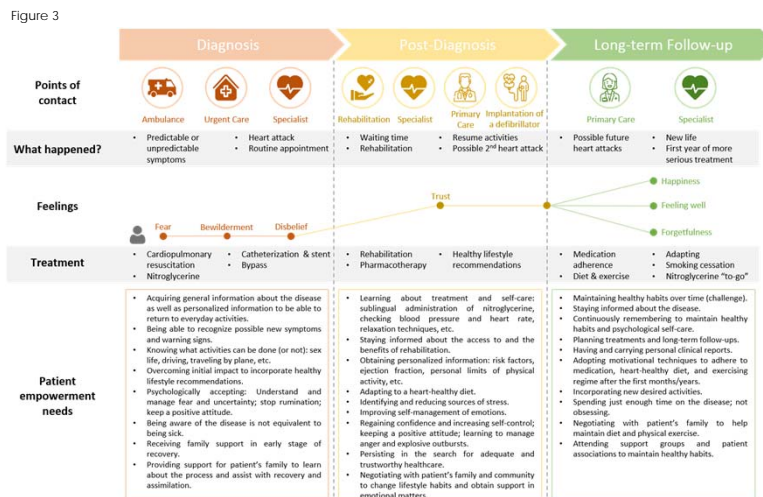 Figure 3
Diagnosis
Post-Diagnosis
Long-term Follow-up
Points of
contact
Ambulance
Urgent Care
Specialist
Rehabilitation
Specialist
Primary
Care
Implantation of
a defibrillator
Primary Care
Specialist
What happened?
• Predictable or
unpredictable
symptoms
• Heart attack
• Routine appointment
• Waiting time
• Rehabilitation
• Resume activities
• Possible 2nd heart attack
• Possible future
heart attacks
• New life
• First year of more
serious treatment
Feelings
Fear
Bewilderment
Disbelief
Trust
Happiness
Feeling well
Forgetfulness
Treatment
• Cardiopulmonary
resuscitation
• Nitroglycerine
• Catheterization & stent
• Bypass
• Rehabilitation
• Pharmacotherapy
• Healthy lifestyle
recommendations
• Medication
adherence
• Diet & exercise
• Adapting
• Smoking cessation
• Nitroglycerine "to-go"
Patient
empowerment
needs
• Acquiring general information about the disease
as well as personalized information to be able to
return to everyday activities.
• Being able to recognize possible new symptoms
and warning signs.
• Knowing what activities can be done (or not): sex
life, driving, traveling by plane, etc.
• Overcoming initial impact to incorporate healthy
lifestyle recommendations.
• Psychologically accepting: Understand and
manage fear and uncertainty; stop rumination;
keep a positive attitude.
• Being aware of the disease is not equivalent to
being sick.
• Receiving family support in early stage of
recovery.
• Providing support for patient's family to learn
about the process and assist with recovery and
assimilation.
• Learning about treatment and self-care:
sublingual administration of nitroglycerine,
checking blood pressure and heart rate,
relaxation techniques, etc.
• Staying informed about the access to and the
benefits of rehabilitation.
• Obtaining personalized information: risk factors,
ejection fraction, personal limits of physical
activity, etc.
• Adapting to a heart-healthy diet.
• Identifying and reducing sources of stress.
• Improving self-management of emotions.
• Regaining confidence and increasing self-control;
keeping a positive attitude; learning to manage
anger and explosive outbursts.
• Persisting in the search for adequate and
trustworthy healthcare.
• Negotiating with patient's family and community
to change lifestyle habits and obtain support in
emotional matters.
• Maintaining healthy habits over time (challenge).
• Staying informed about the disease.
• Continuously remembering to maintain healthy
habits and psychological self-care.
• Planning treatments and long-term follow-ups.
• Having and carrying personal clinical reports.
• Adopting motivational techniques to adhere to
medication, heart-healthy diet, and exercising
regime after the first months/years.
• Incorporating new desired activities.
• Spending just enough time on the disease; not
obsessing.
• Negotiating with patient's family to help
maintain diet and physical exercise.
• Attending support groups and patient
associations to maintain healthy habits.